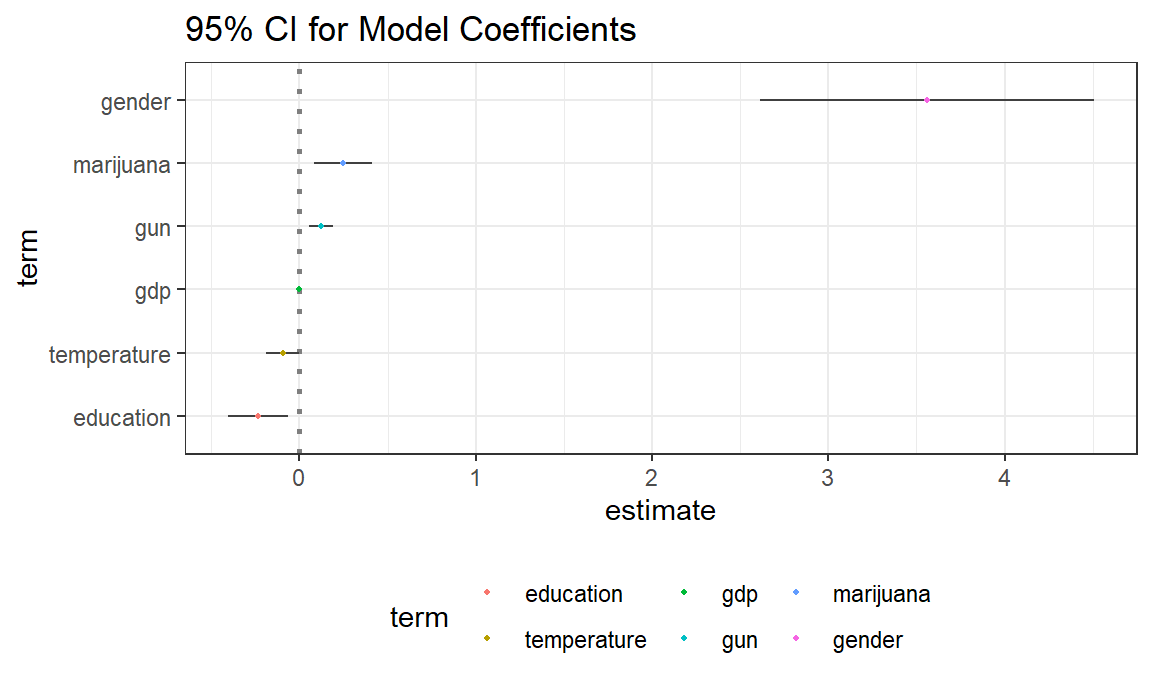 95% CI for Model Coefficients
gender
marijuana
gun
gdp
temperature
education
term
0 1 2 3 4
estimate
term
education gdp marijuana
temperature gun gender